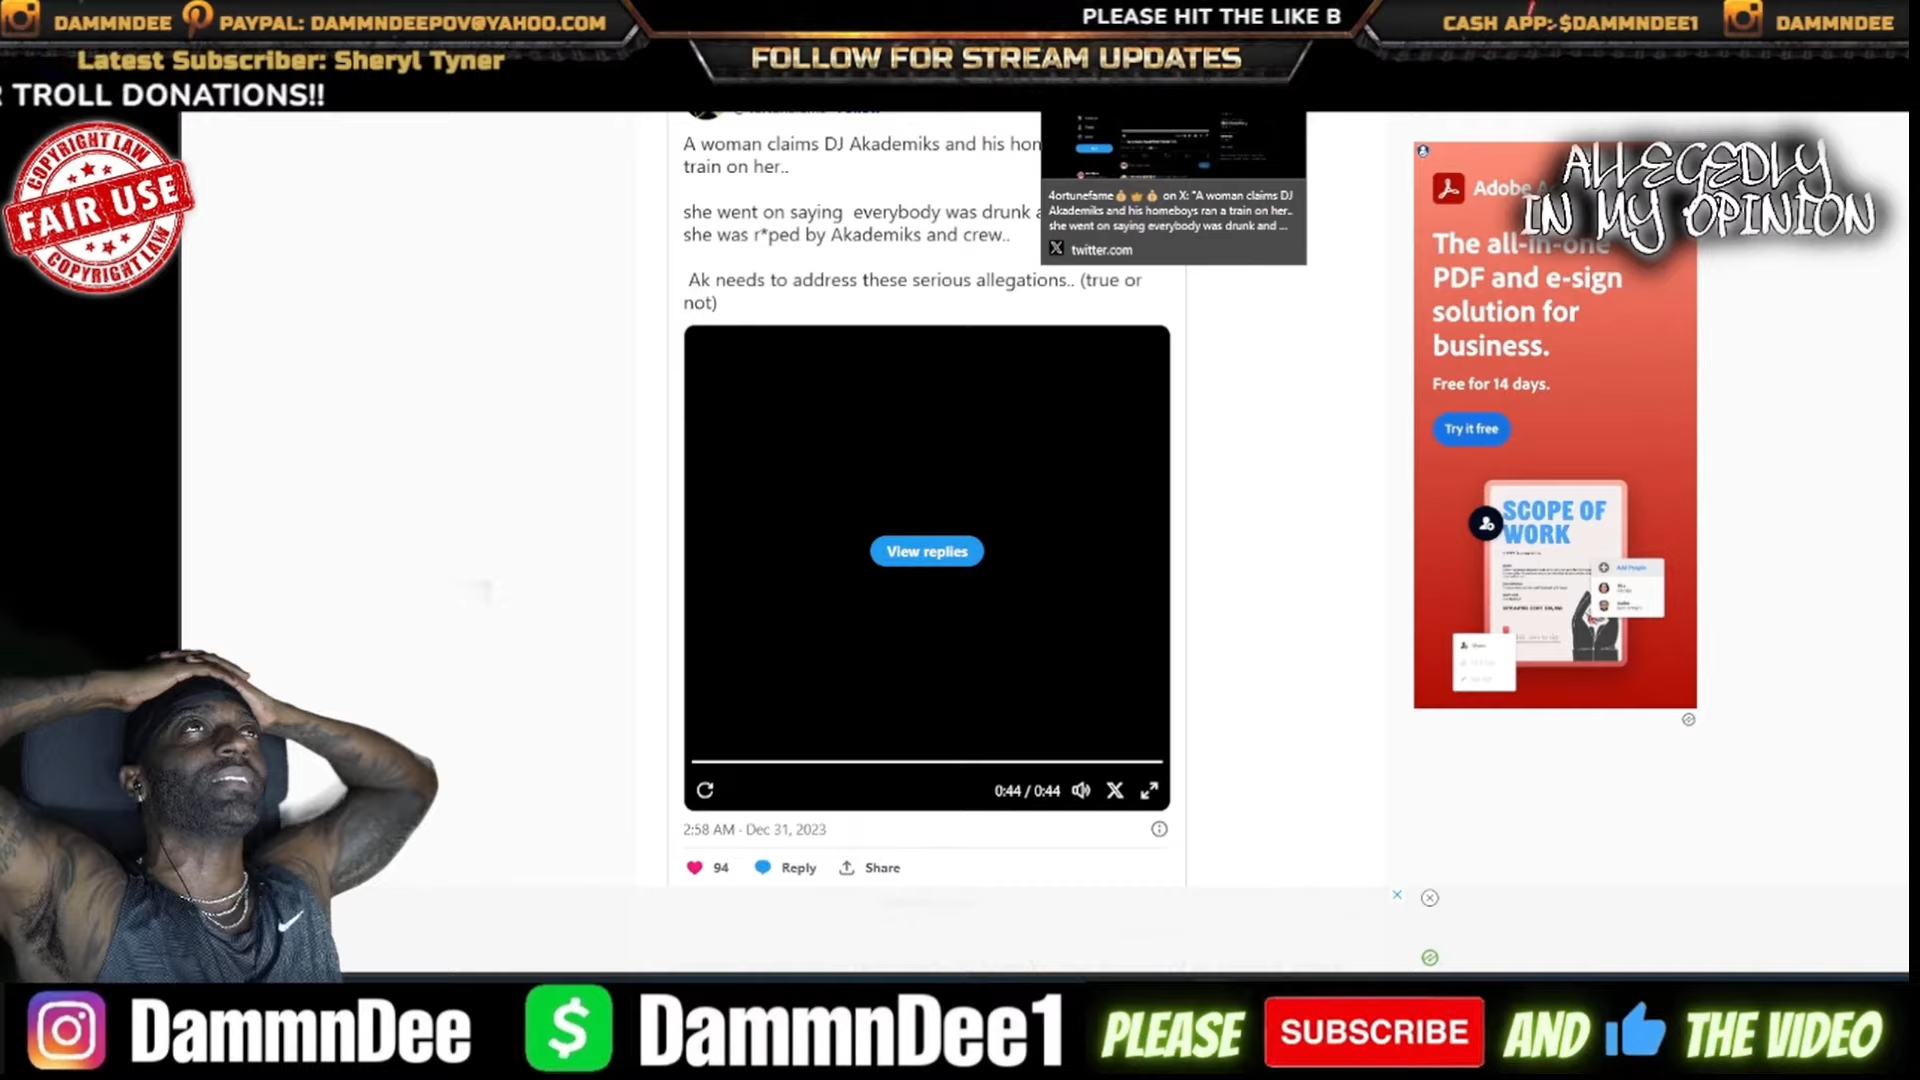 DAMMNDEE
PAYPAL: DAMMNDEEPOV@YAHOO.COM
PLEASE HIT THE LIKE B
CASH APP: $DAMMNDEE1
DAMMNDEE
Latest Subscriber: Sheryl Tyner
FOLLOW FOR STREAM UPDATES
R TROLL DONATIONS!!
COPYRIGHT LAW
FAIR USE
COPYRIGHT LAW
A woman claims DJ Akademiks and his hom
train on her..
she went on saying everybody was drunk a
she was r*ped by Akademiks and crew..
Ak needs to address these serious allegations.. (true or
not)
4ortunefame💰👑💰 on X: "A woman claims DJ
Akademiks and his homeboys ran a train on her..
she went on saying everybody was drunk and ...
twitter.com
View replies
0:44 / 0:44
2:58 AM · Dec 31, 2023
94
Reply
Share
ALLEGEDLY
IN MY OPINION
Adobe
The all-in-one
PDF and e-sign
solution for
business.
Free for 14 days.
Try it free
SCOPE OF
WORK
Add People
Share
DammnDee
$
DammnDee1
PLEASE
SUBSCRIBE
AND
THE VIDEO